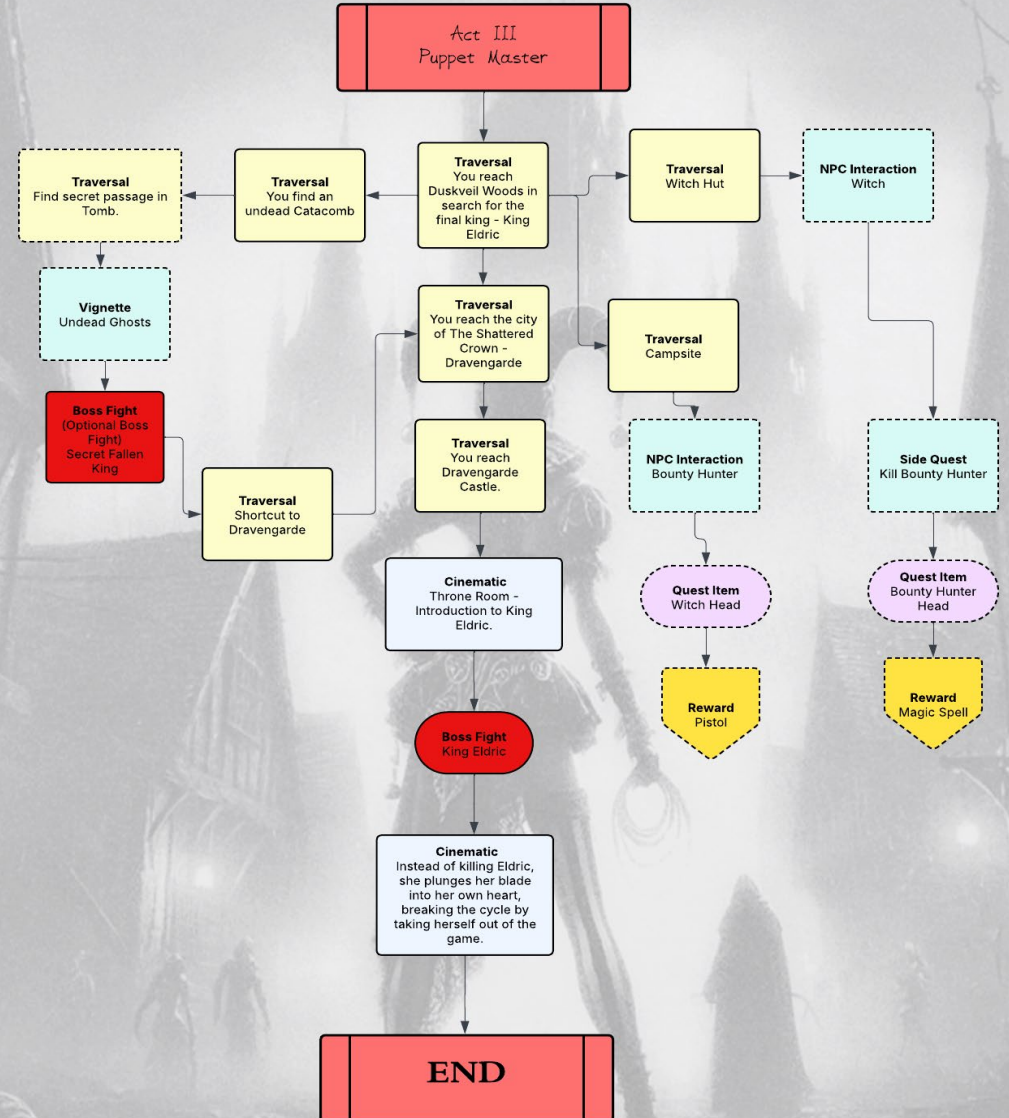 Act III
Puppet Master
Traversal
Find secret passage in
Tomb.
Traversal
You find an
undead Catacomb
Traversal
You reach
Duskveil Woods in
search for the
final king - King
Eldric
Traversal
Witch Hut
NPC Interaction
Witch
Vignette
Undead Ghosts
Traversal
You reach the city
of The Shattered
Crown -
Dravengarde
Traversal
Campsite
Boss Fight
(Optional Boss
Fight)
Secret Fallen
King
Traversal
You reach
Dravengarde
Castle.
NPC Interaction
Bounty Hunter
Side Quest
Kill Bounty Hunter
Traversal
Shortcut to
Dravengarde
Cinematic
Throne Room -
Introduction to King
Eldric.
Quest Item
Witch Head
Quest Item
Bounty Hunter
Head
Reward
Pistol
Reward
Magic Spell
Boss Fight
King Eldric
Cinematic
Instead of killing Eldric,
she plunges her blade
into her own heart,
breaking the cycle by
taking herself out of the
game.
END